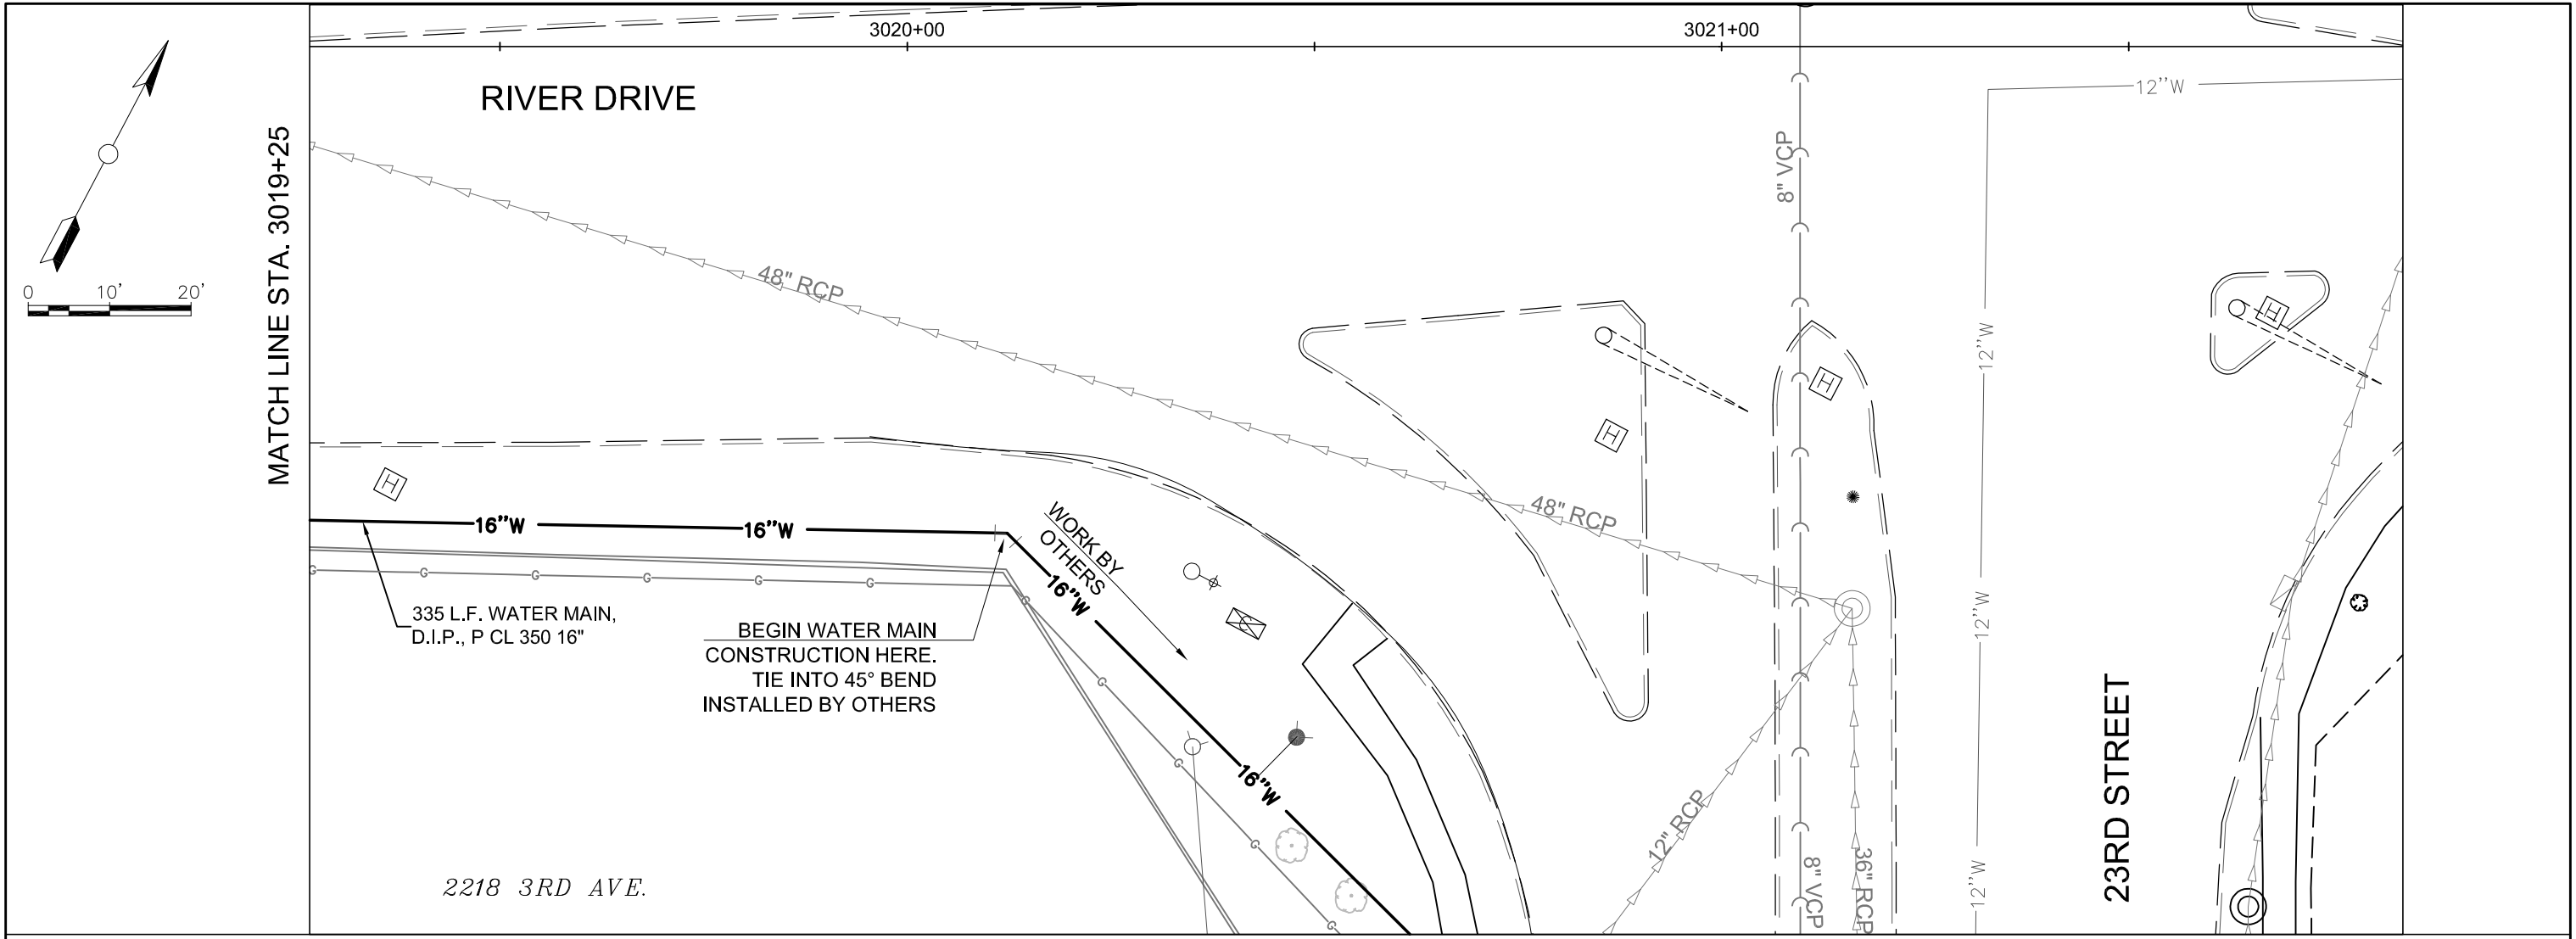 3020+00
3021+00
RIVER DRIVE
12"W
MATCH LINE STA. 3019+25
8" VCP
0 10' 20'
48" RCP
12"W
H
H
H
H
48" RCP
16"W
16"W
WORK BY
OTHERS
16"W
335 L.F. WATER MAIN,
D.I.P., P CL 350 16"
BEGIN WATER MAIN
CONSTRUCTION HERE.
TIE INTO 45° BEND
INSTALLED BY OTHERS
G
G
G
G
G
G
G
G
G
G
G
C
12"W
16"W
12" RCP
8" VCP
36" RCP
12"W
23RD STREET
2218 3RD AVE.